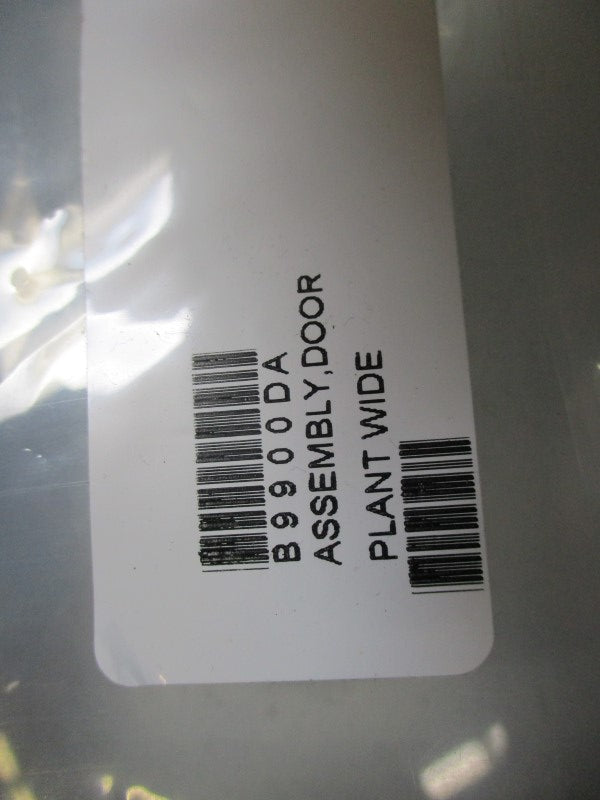 B9900DA
ASSEMBLY,DOOR
PLANT WIDE